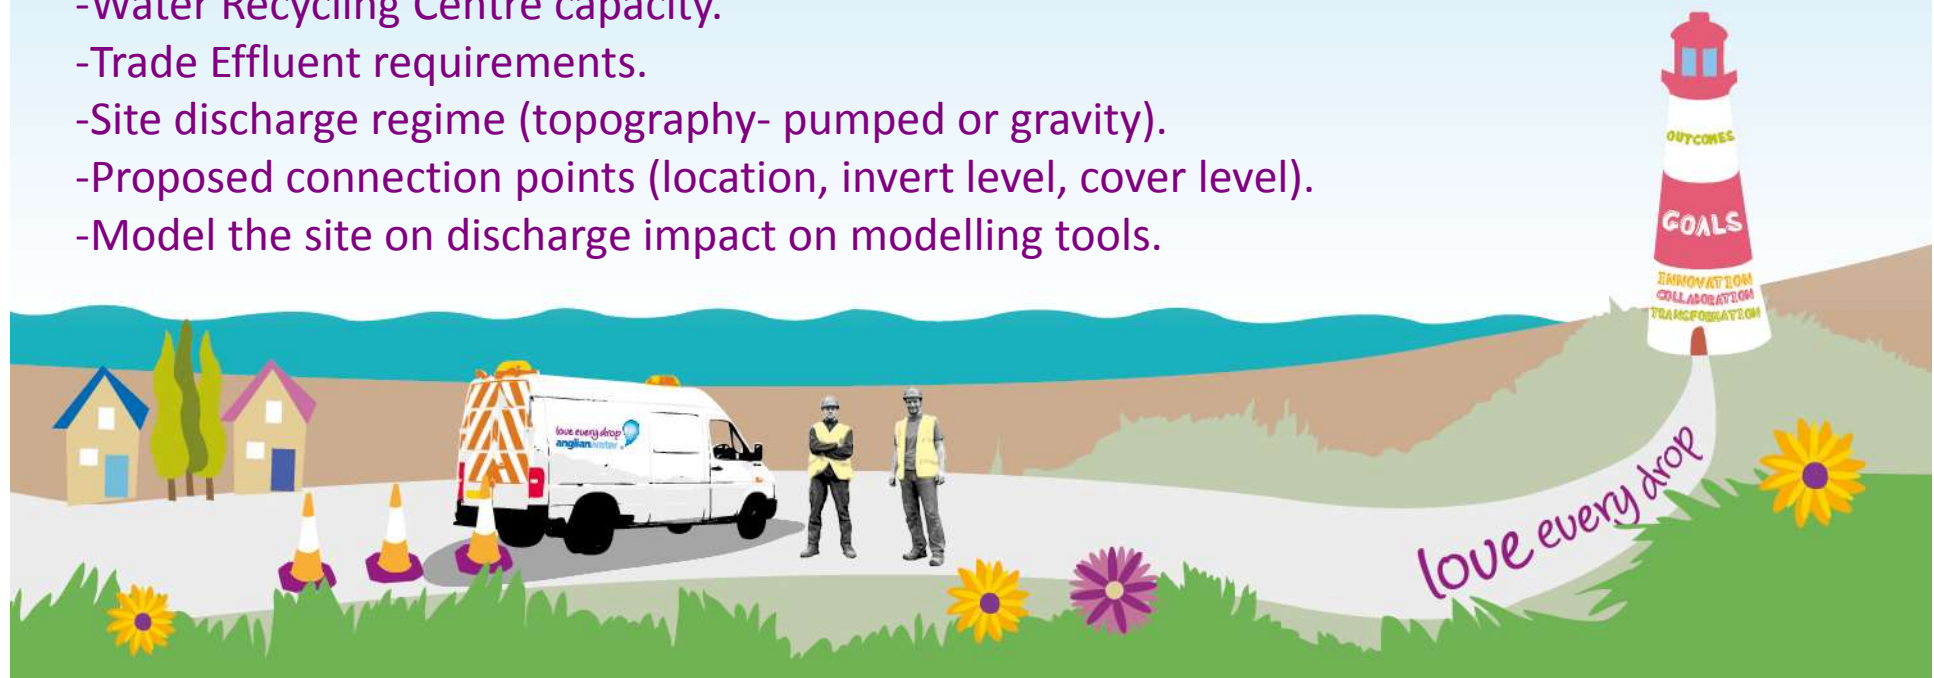 -Water Recycling Centre capacity.
-Trade Effluent requirements.
-Site discharge regime (topography- pumped or gravity).
-Proposed connection points (location, invert level, cover level).
-Model the site on discharge impact on modelling tools.
OUTCOMES
GOALS
INNOVATION
COLLABORATION
TRANSFORMATION
love every drop
anglianwater
love every drop